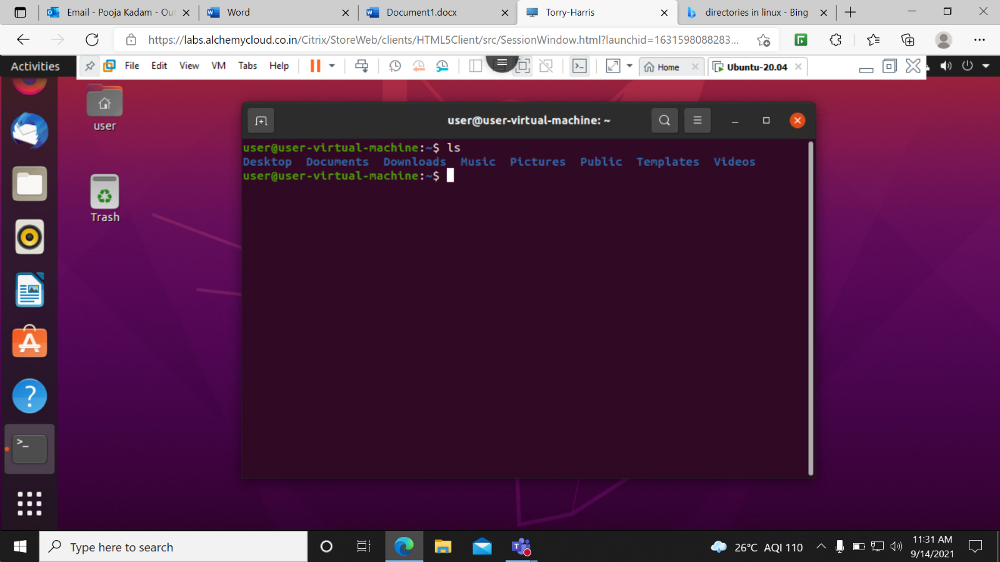 Email - Pooja Kadam - Ou
Word
Document1.docx
Torry-Harris
directories in linux - Bing
https://labs.alchemycloud.co.in/Citrix/StoreWeb/clients/HTML5Client/src/SessionWindow.html?launchid=1631598088283...
Activities
File Edit View VM Tabs Help
Home
Ubuntu-20.04
user
Trash
user@user-virtual-machine: ~
user@user-virtual-machine:~$ ls
Desktop Documents Downloads Music Pictures Public Templates Videos
user@user-virtual-machine:~$
Type here to search
26°C AQI 110
11:31 AM
9/14/2021